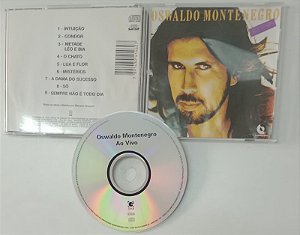 OSWALDO MONTENEGRO
1 - INTUIÇÃO
2 - CONDOR
3 - METADE
LÉO E BIA
4 - O CHATO
5 - LUA E FLOR
6 - MISTÉRIOS
7 - A DAMA DO SUCESSO
8 - SÓ
9 - SEMPRE NÃO É TODO DIA
Oswaldo Montenegro
Ao Vivo